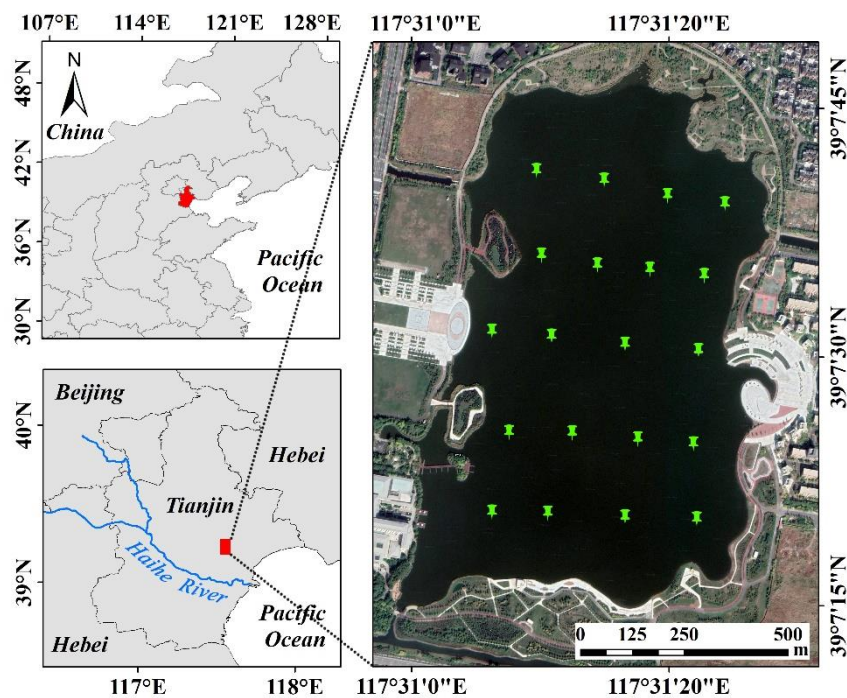 107°E 114°E 121°E 128°E
48°N
42°N
36°N
30°N
N
China
Pacific
Ocean
40°N
39°N
Beijing
Hebei
Tianjin
Haihe River
Pacific
Ocean
Hebei
117°E 118°E
117°31'0"E 117°31'20"E
39°7'45"N
39°7'30"N
39°7'15"N
0 125 250 500
m
117°31'0"E 117°31'20"E